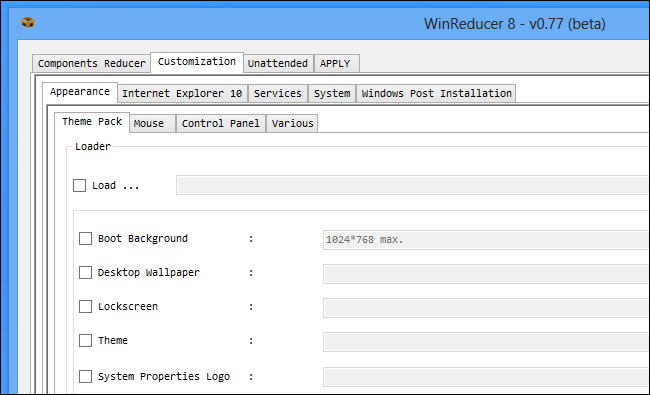 WinReducer 8 - v0.77 (beta)
Components Reducer Customization Unattended APPLY
Appearance Internet Explorer 10 Services System Windows Post Installation
Theme Pack Mouse Control Panel Various
Loader
Load ...
Boot Background : 1024*768 max.
Desktop Wallpaper :
Lockscreen :
Theme :
System Properties Logo :